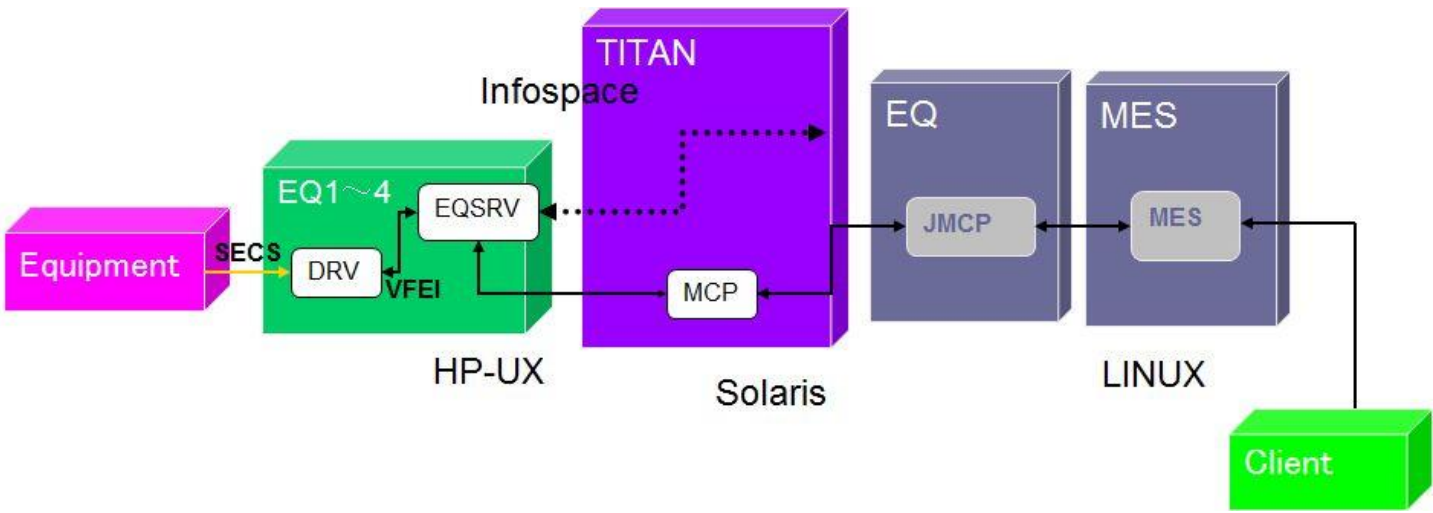 TITAN
Infospace
EQ
MES
EQ1～4
EQSRV
JMCP
MES
SECS
Equipment
DRV
VFEI
MCP
HP-UX
Solaris
LINUX
Client